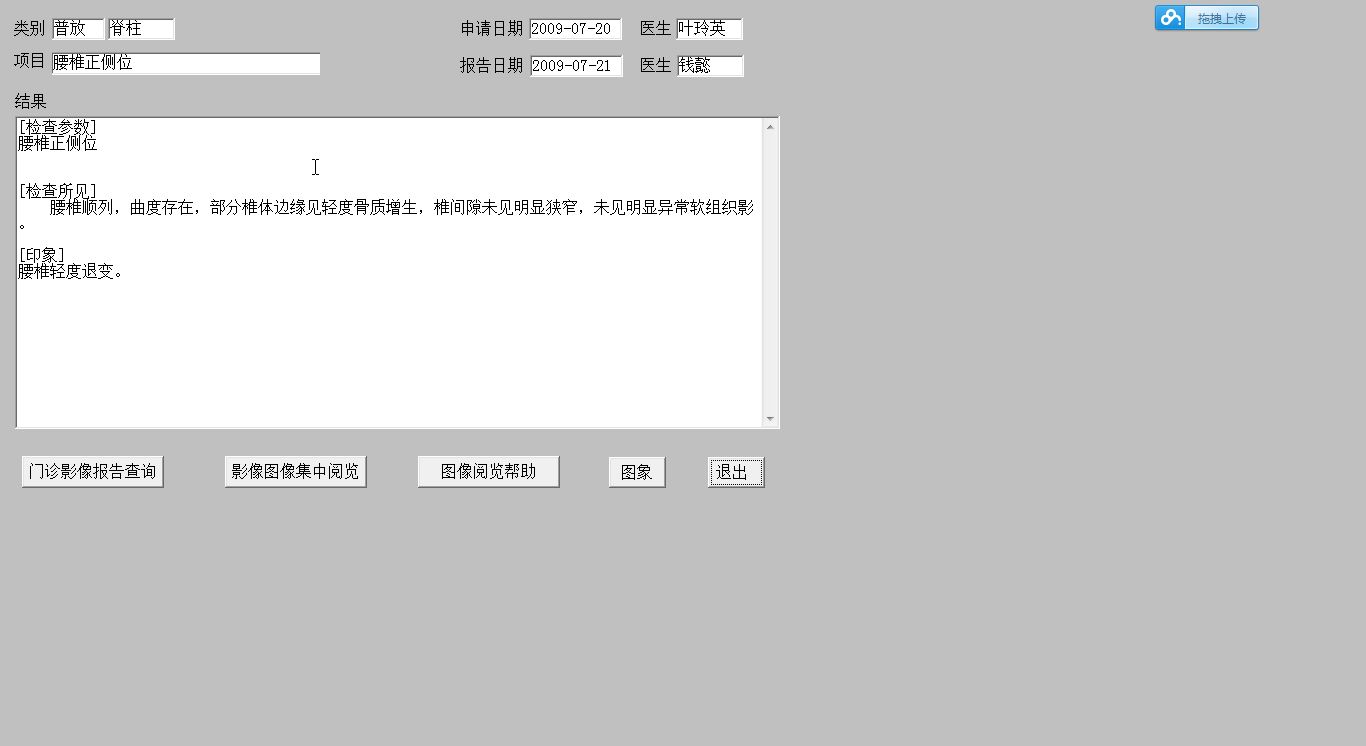 类别 普放 脊柱 申请日期 2009-07-20 医生 叶玲英
拖拽上传
项目 腰椎正侧位 报告日期 2009-07-21 医生 钱懿
结果
[检查参数]
腰椎正侧位
[检查所见]
腰椎顺列，曲度存在，部分椎体边缘见轻度骨质增生，椎间隙未见明显狭窄，未见明显异常软组织影
。
[印象]
腰椎轻度退变。
门诊影像报告查询 影像图像集中阅览 图像阅览帮助 图象 退出